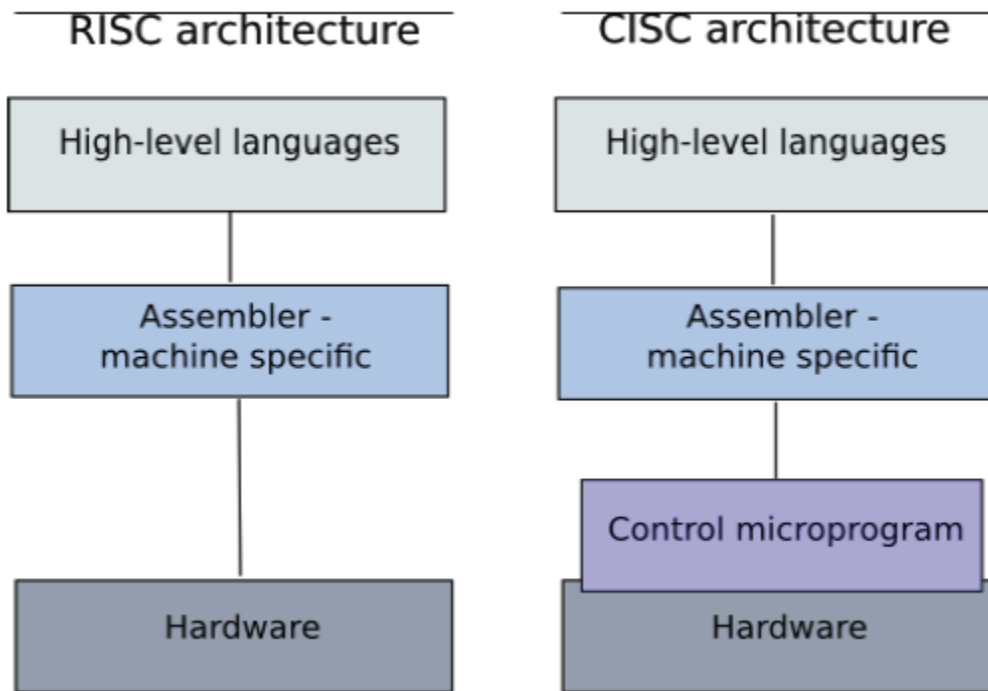 RISC architecture
High-level languages
Assembler -
machine specific
Hardware
CISC architecture
High-level languages
Assembler -
machine specific
Control microprogram
Hardware